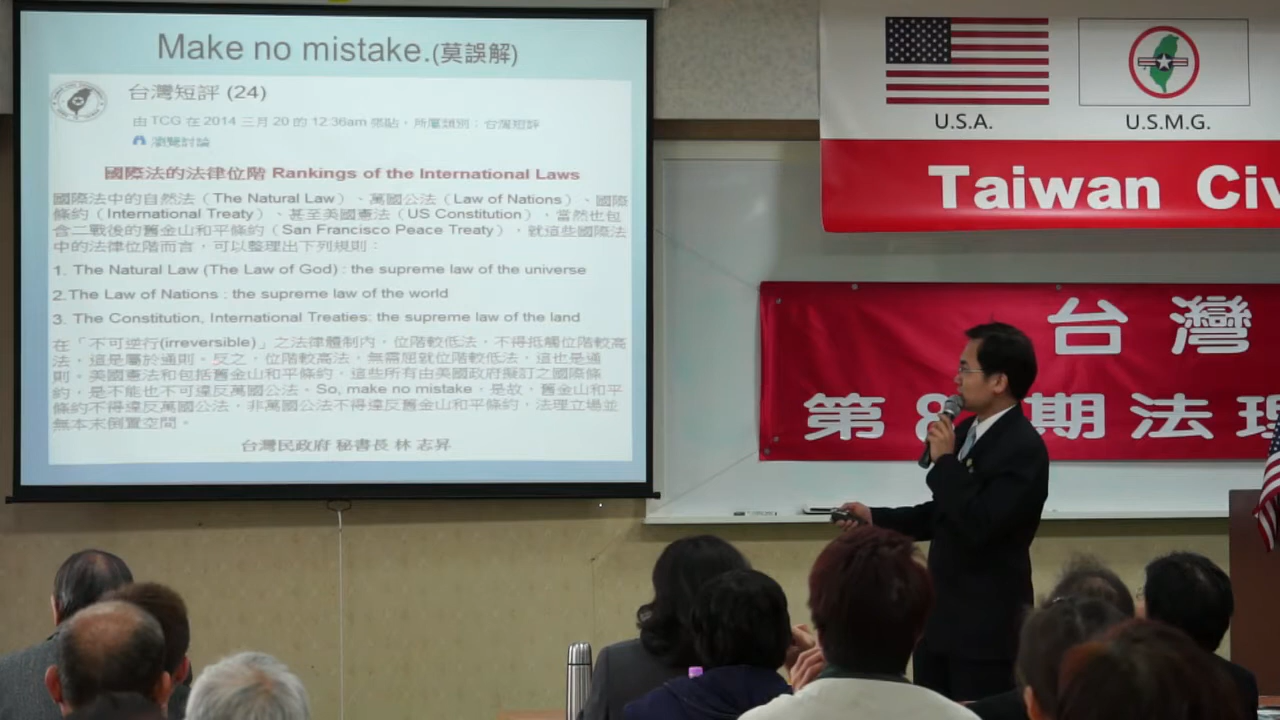 Make no mistake.(莫誤解)
台灣短評 (24)
由 TCG 在 2014 三月 20 的 12:36am 張貼，所屬類別：台灣短評
瀏覽討論
國際法的法律位階 Rankings of the International Laws
國際法中的自然法（The Natural Law）、萬國公法（Law of Nations）、國際
條約（International Treaty）、甚至美國憲法（US Constitution），當然也包
含二戰後的舊金山和平條約（San Francisco Peace Treaty），就這些國際法
中的法律位階而言，可以整理出下列規則：
1. The Natural Law (The Law of God) : the supreme law of the universe
2.The Law of Nations : the supreme law of the world
3. The Constitution, International Treaties: the supreme law of the land
在「不可逆行(irreversible)」之法律體制內，位階較低法，不得抵觸位階較高
法，這是屬於通則。反之，位階較高法，無需屈就位階較低法，這也是通
則。美國憲法和包括舊金山和平條約，這些所有由美國政府擬訂之國際條
約，是不能也不可違反萬國公法。So, make no mistake，是故，舊金山和平
條約不得違反萬國公法，非萬國公法不得違反舊金山和平條約，法理立場並
無本末倒置空間。
台灣民政府 秘書長 林 志昇
U.S.A.
U.S.M.G.
Taiwan Civ
台灣
第8 期法理